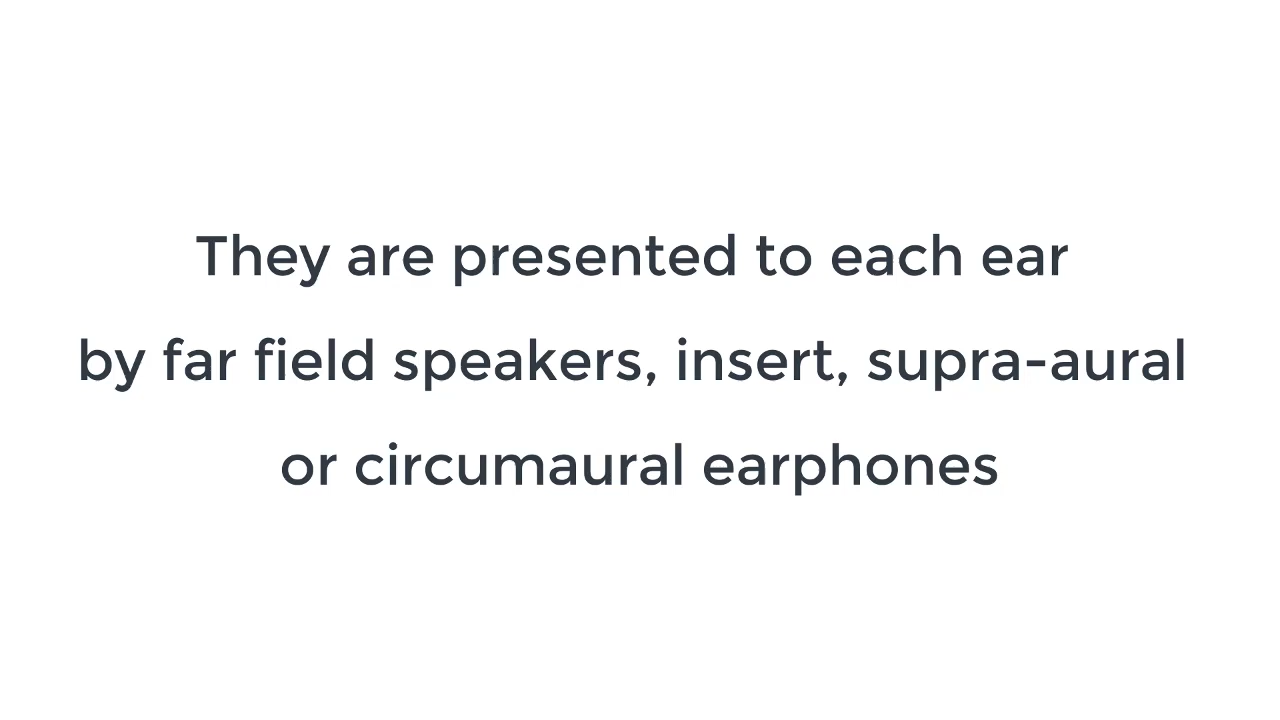 They are presented to each ear
by far field speakers, insert, supra-aural
or circumaural earphones